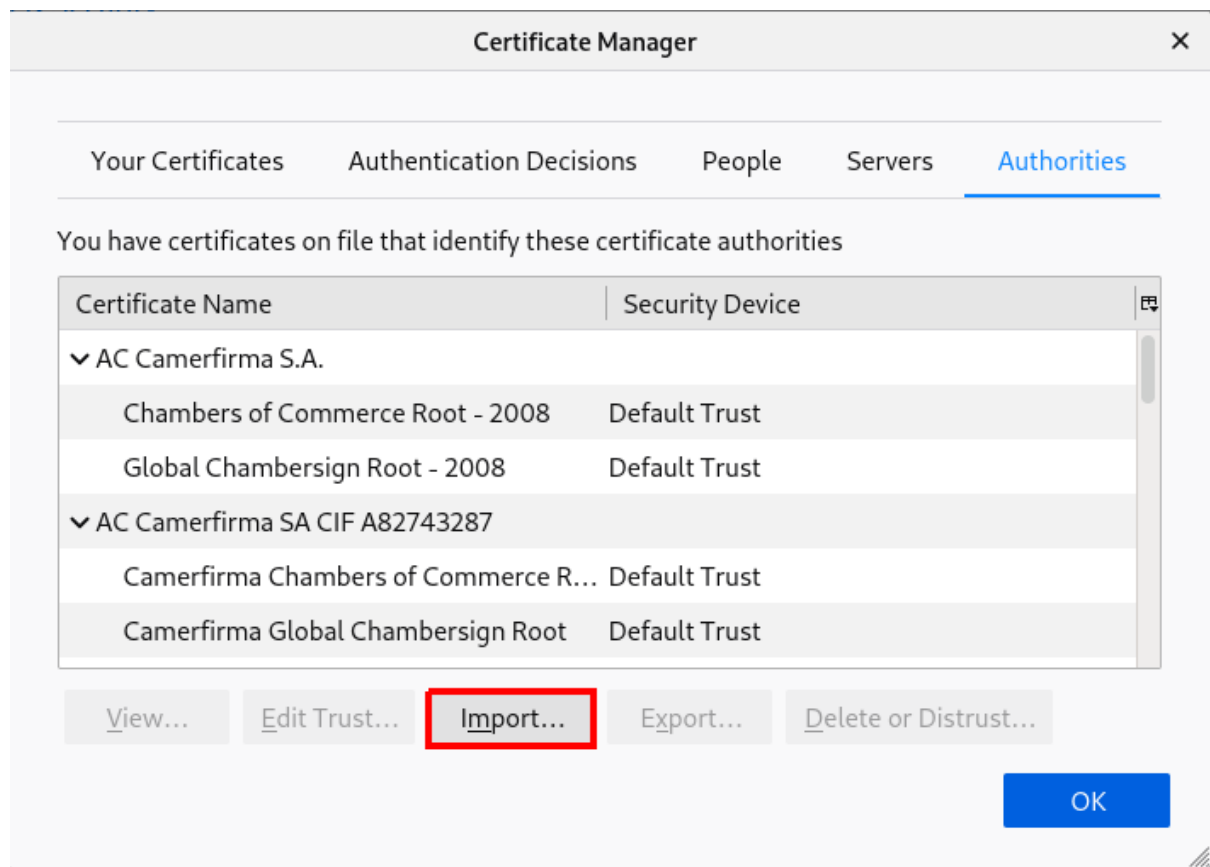 Certificate Manager
Your Certificates Authentication Decisions People Servers Authorities
You have certificates on file that identify these certificate authorities
Certificate Name Security Device
AC Camerfirma S.A.
Chambers of Commerce Root - 2008 Default Trust
Global Chambersign Root - 2008 Default Trust
AC Camerfirma SA CIF A82743287
Camerfirma Chambers of Commerce R... Default Trust
Camerfirma Global Chambersign Root Default Trust
View... Edit Trust... Import... Export... Delete or Distrust...
OK